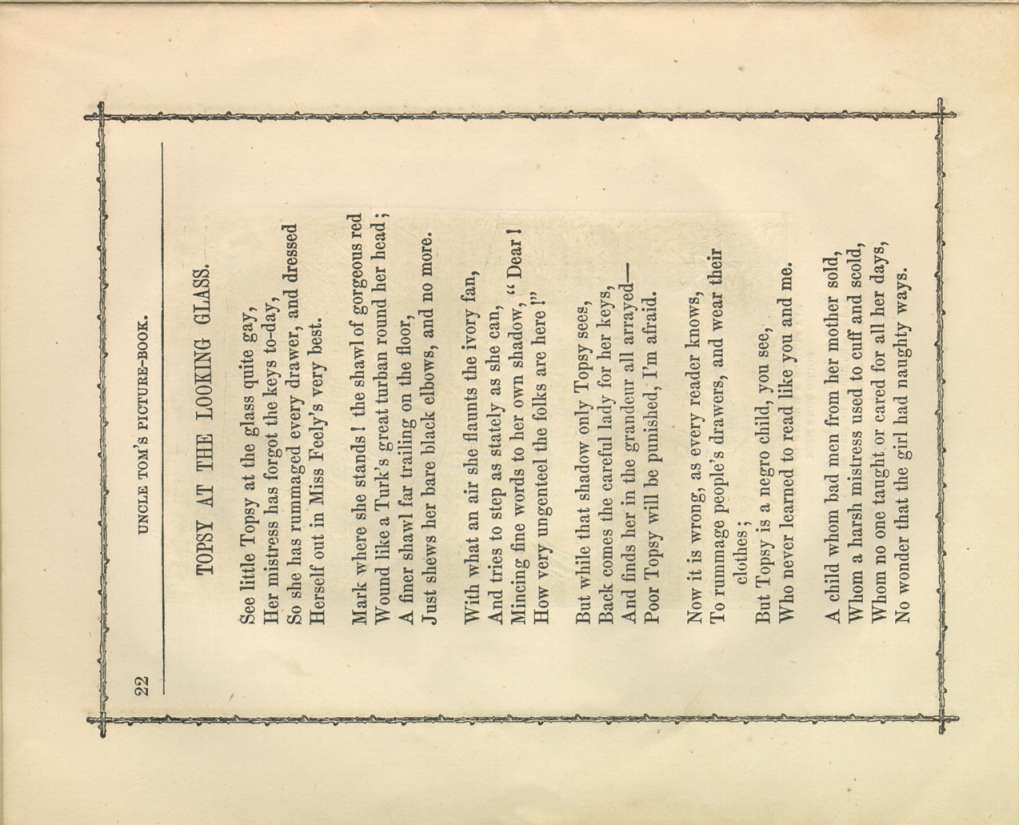 22
UNCLE TOM'S PICTURE-BOOK.
TOPSY AT THE LOOKING GLASS.
See little Topsy at the glass quite gay,
Her mistress has forgot the keys to-day,
So she has rummaged every drawer, and dressed
Herself out in Miss Feely's very best.
Mark where she stands! the shawl of gorgeous red
Wound like a Turk's great turban round her head;
A finer shawl far trailing on the floor,
Just shews her bare black elbows, and no more.
With what an air she flaunts the ivory fan,
And tries to step as stately as she can,
Mincing fine words to her own shadow, "Dear!
How very ungenteel the folks are here!"
But while that shadow only Topsy sees,
Back comes the careful lady for her keys,
And finds her in the grandeur all arrayed—
Poor Topsy will be punished, I'm afraid.
Now it is wrong, as every reader knows,
To rummage people's drawers, and wear their
clothes;
But Topsy is a negro child, you see,
Who never learned to read like you and me.
A child whom bad men from her mother sold,
Whom a harsh mistress used to cuff and scold,
Whom no one taught or cared for all her days,
No wonder that the girl had naughty ways.